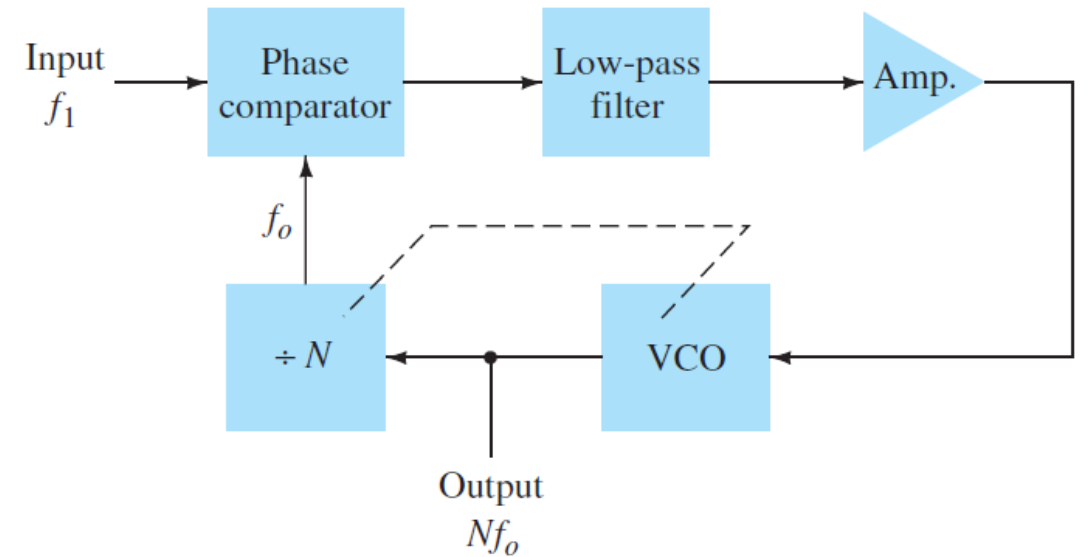 Input
f₁
Phase
comparator
Low-pass
filter
Amp.
fₒ
÷ N
VCO
Output
Nfₒ